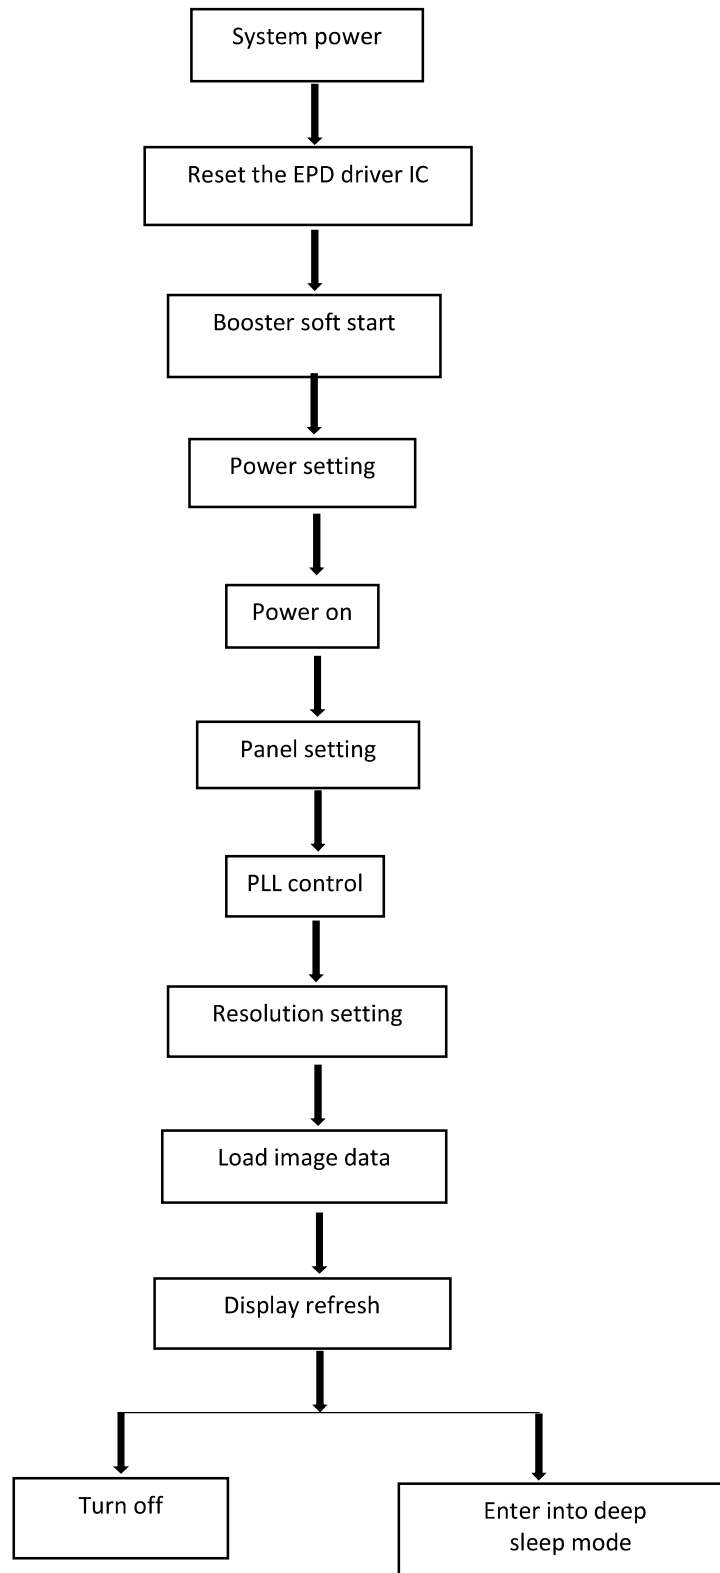 System power
Reset the EPD driver IC
Booster soft start
Power setting
Power on
Panel setting
PLL control
Resolution setting
Load image data
Display refresh
Turn off
Enter into deep
sleep mode